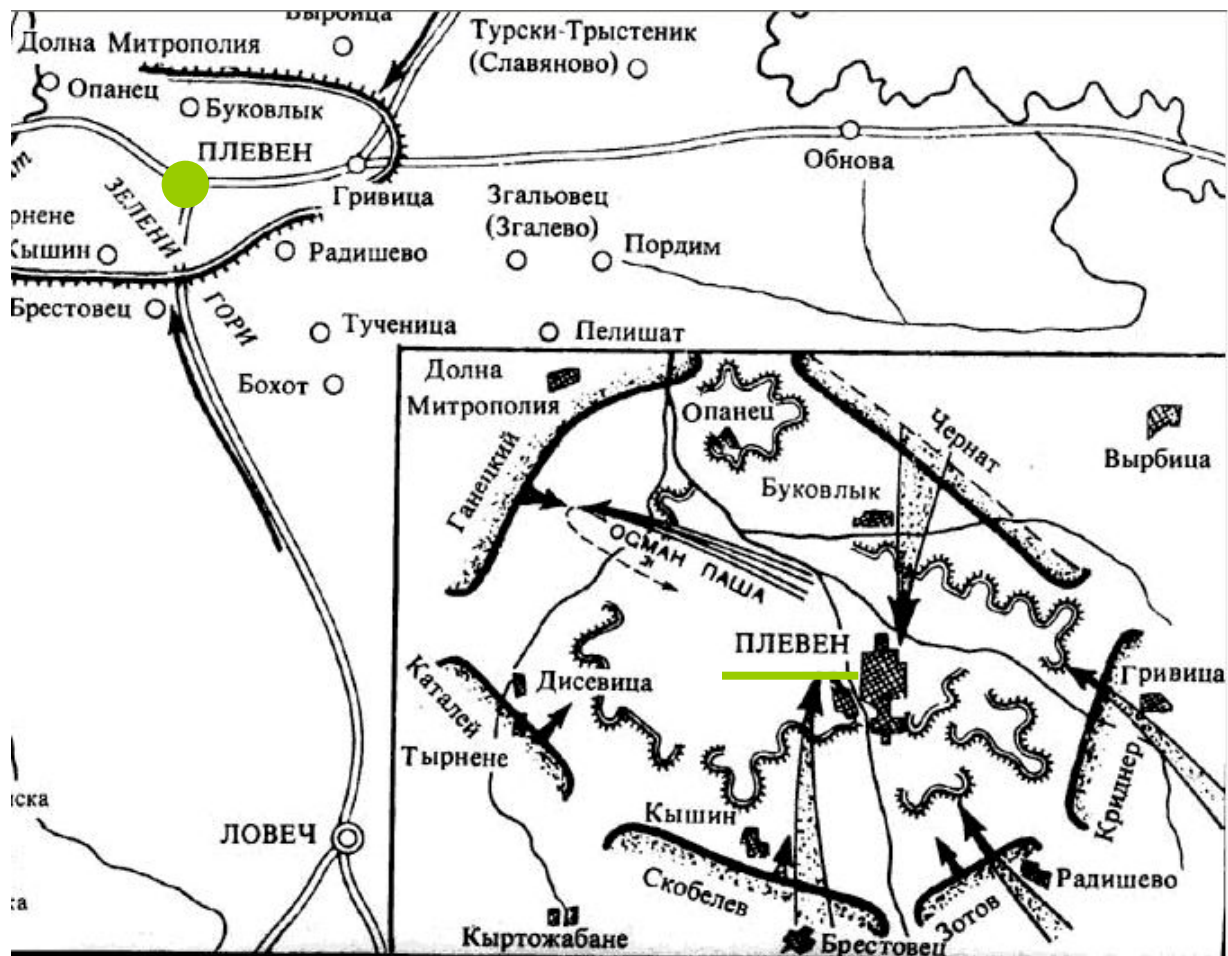 Вырбица
Долна Митрополия
Турски-Трыстеник
(Славяново)
Опанец
Буковлык
ПЛЕВЕН
Обнова
ЗЕЛЕНИ
Гривица
Згальовец
(Згалево)
рнене
Кышин
Радишево
Пордим
Брестовец
ГОРИ
Тученица
Пелишат
Бохот
ЛОВЕЧ
ска
ка
Долна
Митрополия
Опанец
Чернат
Вырбица
Ганецкий
Буковлык
ОСМАН ПАША
ПЛЕВЕН
Гривица
Каталей
Дисевица
Тырнене
Криднер
Кышин
Скобелев
Зотов
Радишево
Кыртожабане
Брестовец